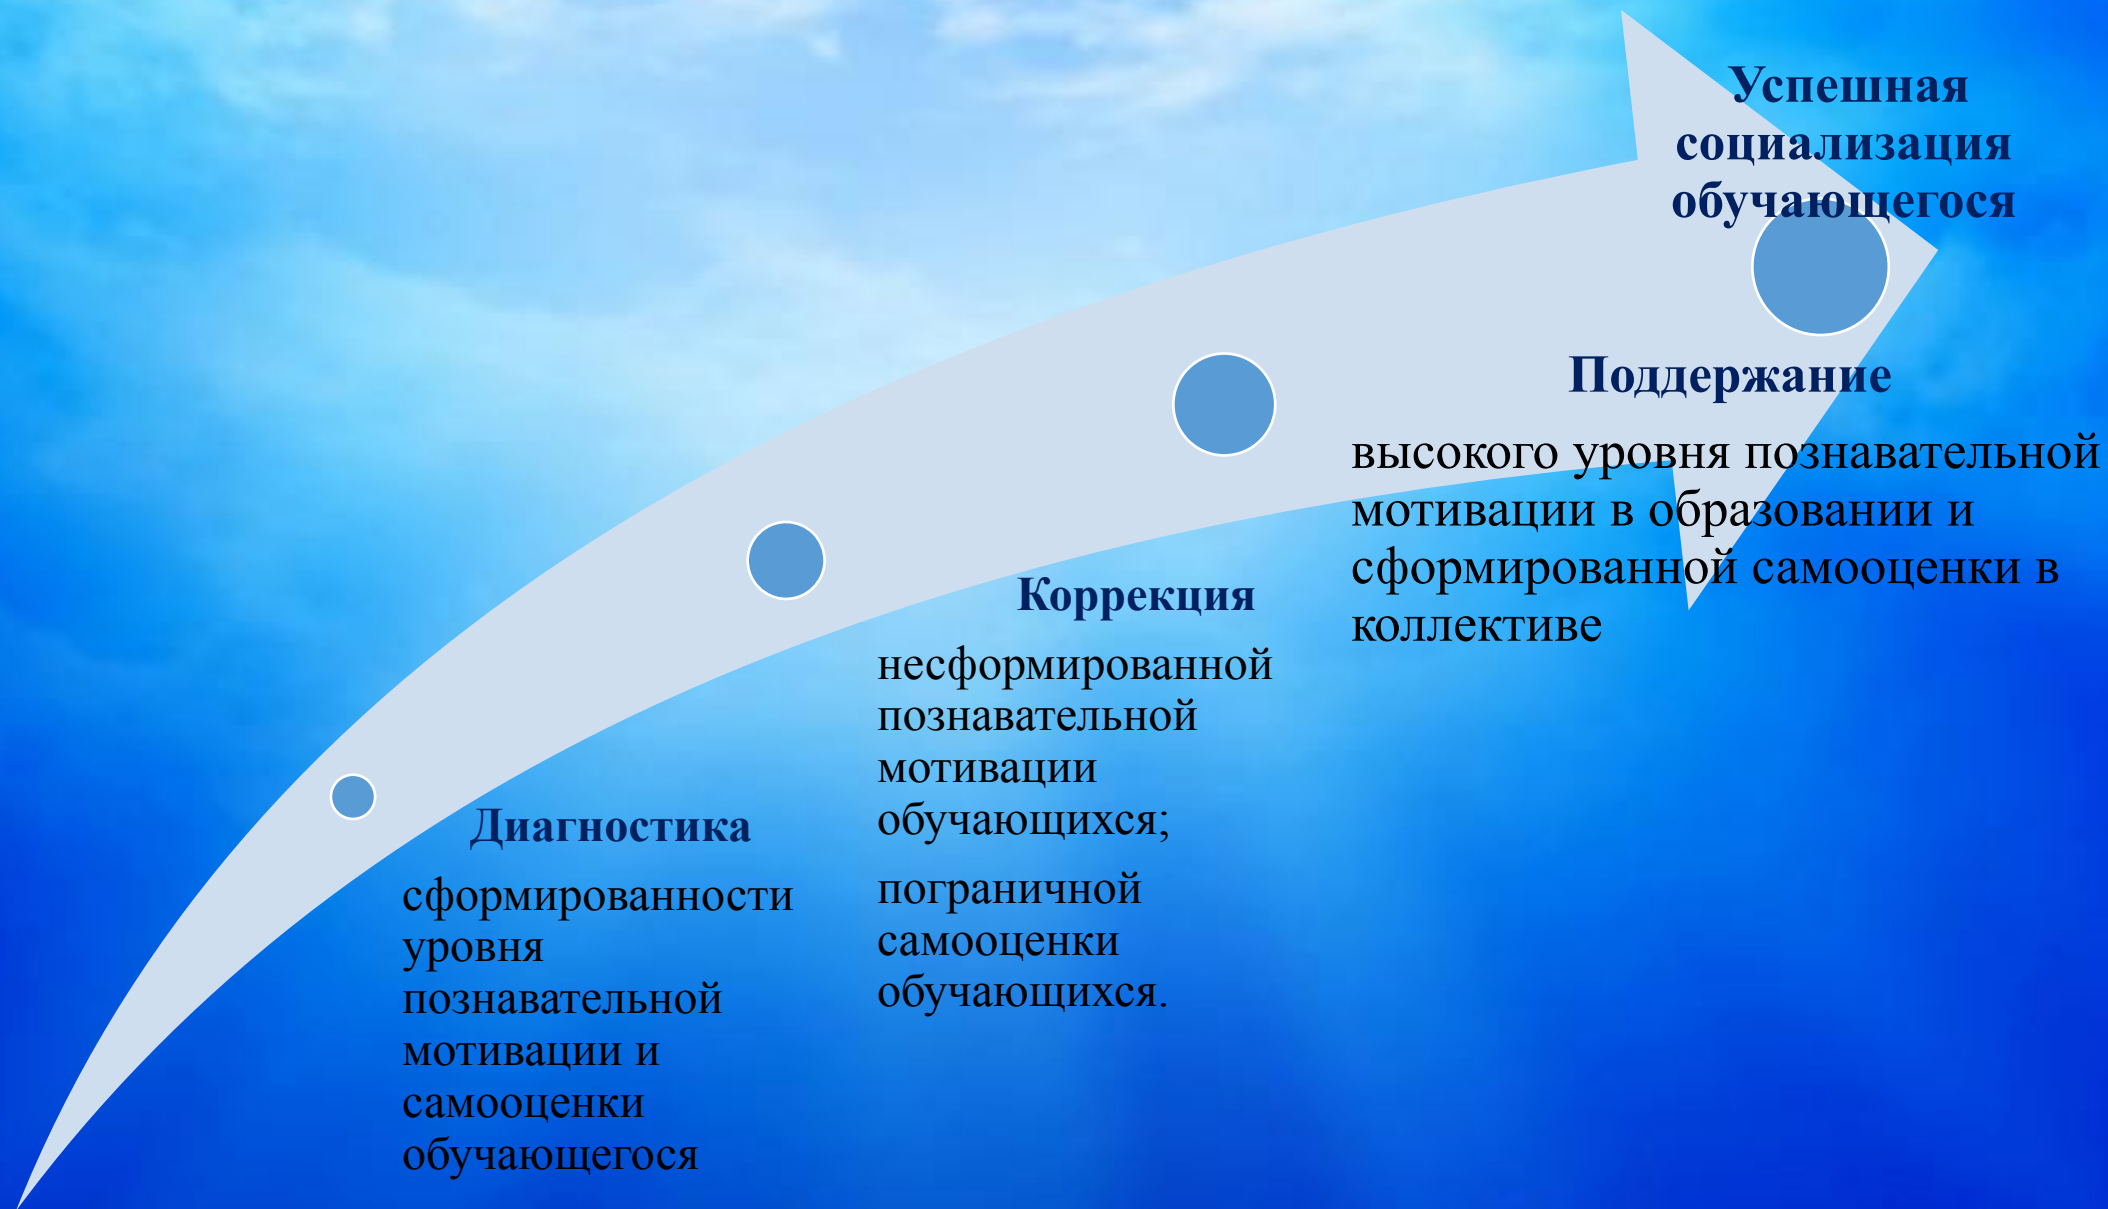 Успешная
социализация
обучающегося
Поддержание
высокого уровня познавательной
мотивации в образовании и
сформированной самооценки в
коллективе
Коррекция
несформированной
познавательной
мотивации
обучающихся;
пограничной
самооценки
обучающихся.
Диагностика
сформированности
уровня
познавательной
мотивации и
самооценки
обучающегося